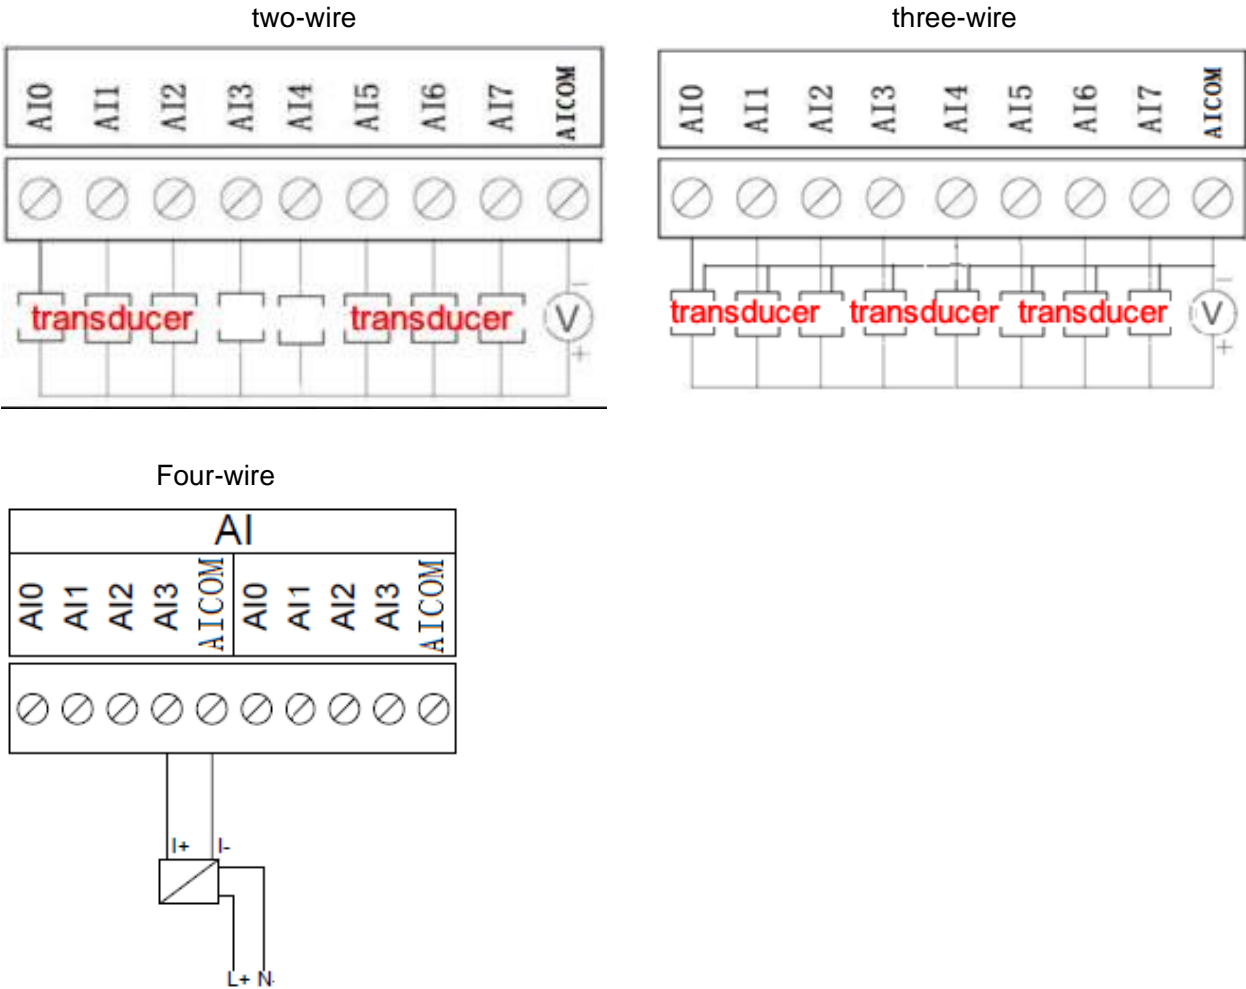 two-wire
three-wire
AI0 AI1 AI2 AI3 AI4 AI5 AI6 AI7 AICOM
AI0 AI1 AI2 AI3 AI4 AI5 AI6 AI7 AICOM
transducer transducer V - +
transducer transducer transducer V - +
Four-wire
AI
AI0 AI1 AI2 AI3 AICOM AI0 AI1 AI2 AI3 AICOM
I+ I-
L+ N-